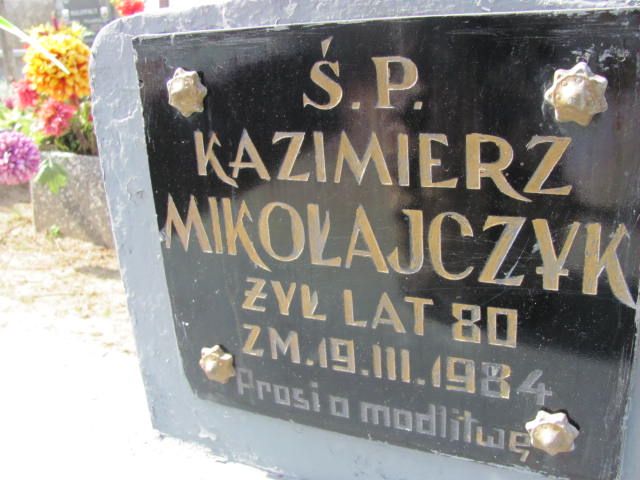 Ś.P.
KAZIMIERZ
MIKOŁAJCZYK
ŻYŁ LAT 80
ZM.19.III.1984
Prosi o modlitwę